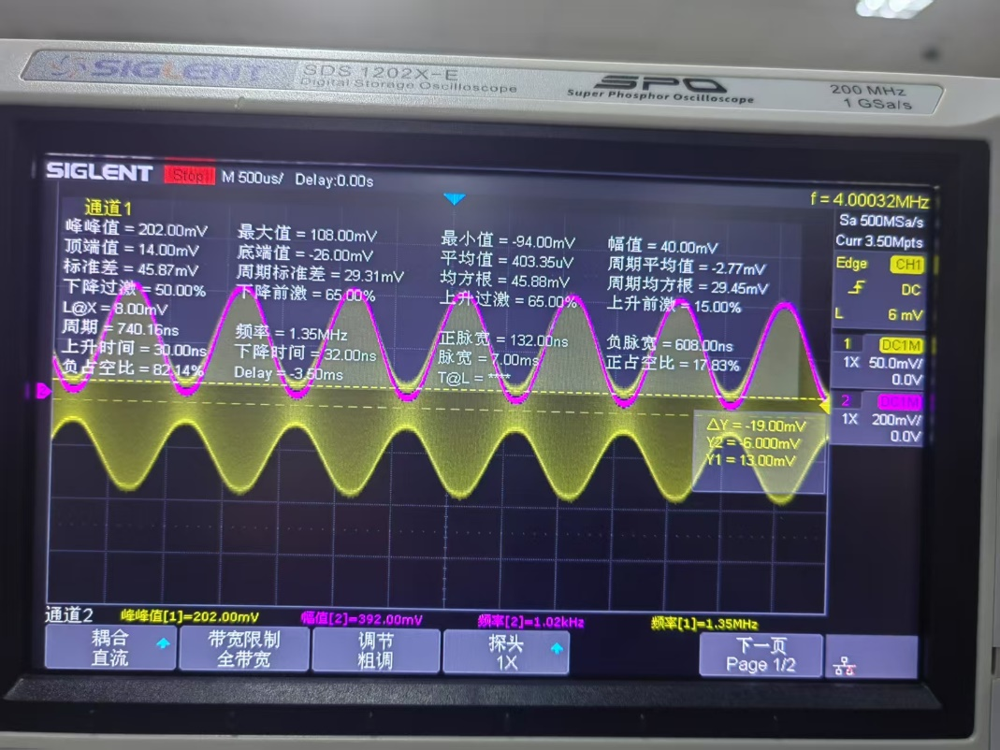 SIGLENT SDS 1202X-E SPO 200 MHz
Digital Storage Oscilloscope Super Phosphor Oscilloscope 1 GSa/s
SIGLENT Stop M 500us/ Delay:0.00s
f = 4.00032MHz
Sa 500MSa/s
Curr 3.50Mpts
Edge CH1
DC
L 6 mV
1 DC1M
1X 50.0mV/
0.0V
2 DC1M
1X 200mV/
0.0V
通道1
峰峰值 = 202.00mV 最大值 = 108.00mV 最小值 = -94.00mV 幅值 = 40.00mV
顶端值 = 14.00mV 底端值 = -26.00mV 平均值 = 403.35uV 周期平均值 = -2.77mV
标准差 = 45.87mV 周期标准差 = 29.31mV 均方根 = 45.88mV 周期均方根 = 29.45mV
下降过激 = 50.00% 下降前激 = 65.00% 上升过激 = 65.00% 上升前激 = 15.00%
L@X = 8.00mV
周期 = 740.16ns 频率 = 1.35MHz 正脉宽 = 132.00ns 负脉宽 = 608.00ns
上升时间 = 30.00ns 下降时间 = 32.00ns 脉宽 = 7.00ms 正占空比 = 17.83%
负占空比 = 82.14% Delay = -3.50ms T@L = ****
ΔY = -19.00mV
Y2 = -6.000mV
Y1 = 13.00mV
通道2 峰峰值[1]=202.00mV 幅值[2]=392.00mV 频率[2]=1.02kHz 频率[1]=1.35MHz
耦合 带宽限制 调节 探头 下一页
直流 全带宽 粗调 1X Page 1/2